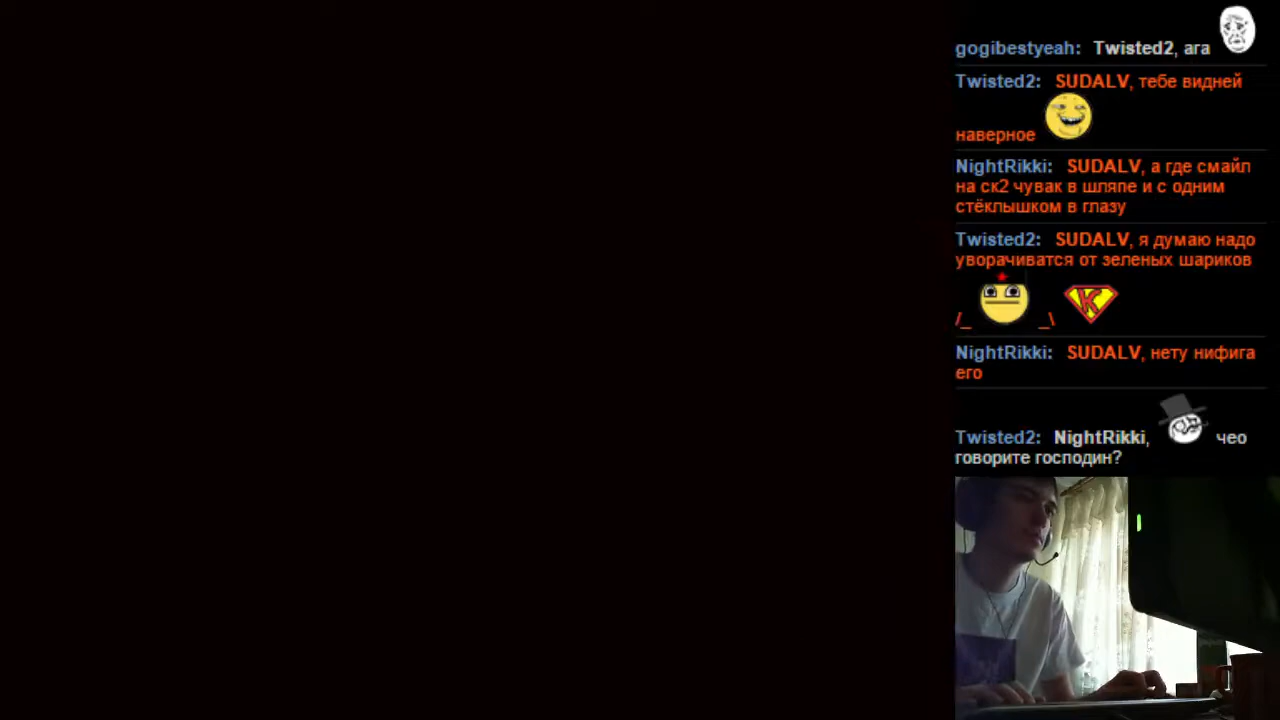 gogibestyeah: Twisted2, ага
Twisted2: SUDALV, тебе видней
наверное
NightRikki: SUDALV, а где смайл
на ск2 чувак в шляпе и с одним
стёклышком в глазу
Twisted2: SUDALV, я думаю надо
уворачиватся от зеленых шариков
/_ _\
NightRikki: SUDALV, нету нифига
его
Twisted2: NightRikki, чео
говорите господин?